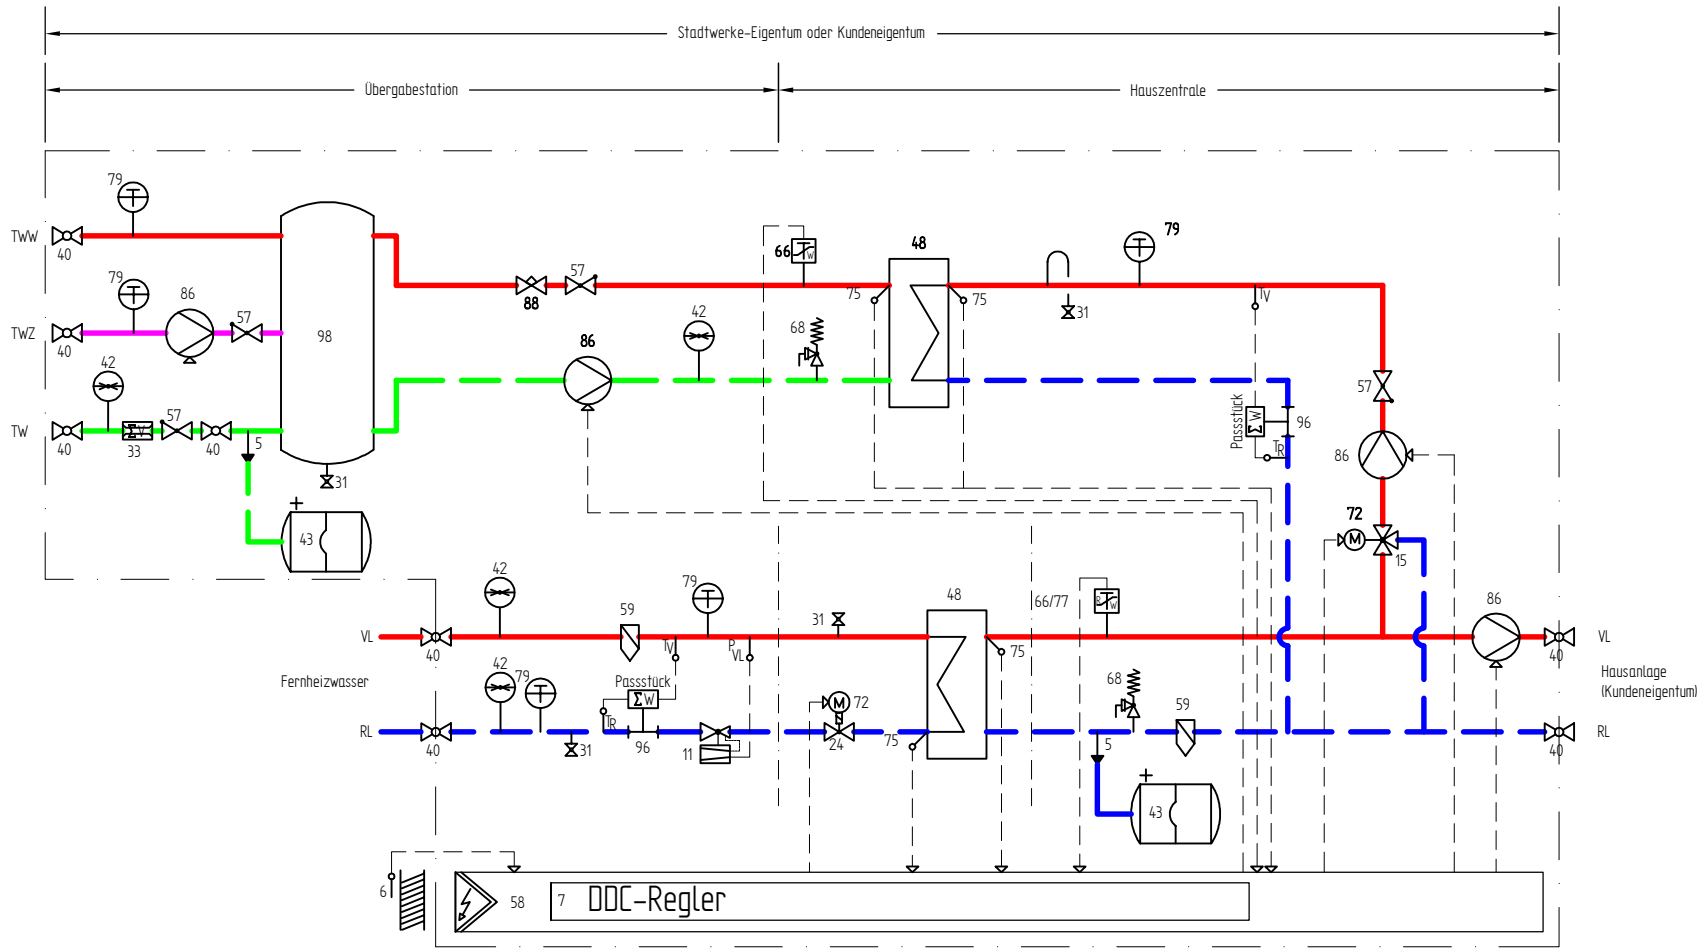 Stadtwerke-Eigentum oder Kundeneigentum
Übergabestation
Hauszentrale
79
TWW
40
79
86
57
TWZ
40
98
42
57
TW
40
33
40
5
31
43
88
57
66
W
48
79
75
75
31
TV
86
42
68
57
Passstück
Σ W
96
TR
86
72
M
15
42
59
79
31
48
66/77
R W
86
VL
40
TV
PVL
75
VL
40
Fernheizwasser
Hausanlage
(Kundeneigentum)
42
79
Passstück
Σ W
M
72
68
59
RL
40
31
TR
96
11
24
75
5
RL
40
43
6
58
7
DDC-Regler